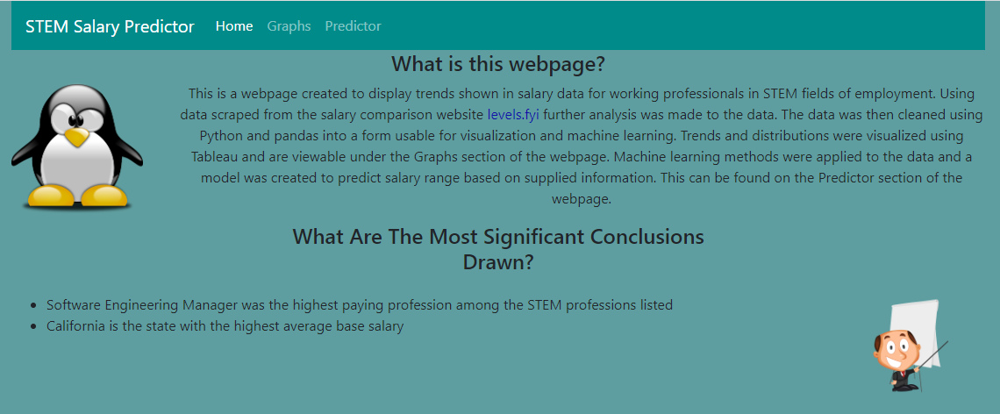 STEM Salary Predictor Home Graphs Predictor
What is this webpage?
This is a webpage created to display trends shown in salary data for working professionals in STEM fields of employment. Using
data scraped from the salary comparison website levels.fyi further analysis was made to the data. The data was then cleaned using
Python and pandas into a form usable for visualization and machine learning. Trends and distributions were visualized using
Tableau and are viewable under the Graphs section of the webpage. Machine learning methods were applied to the data and a
model was created to predict salary range based on supplied information. This can be found on the Predictor section of the
webpage.
What Are The Most Significant Conclusions
Drawn?
• Software Engineering Manager was the highest paying profession among the STEM professions listed
• California is the state with the highest average base salary